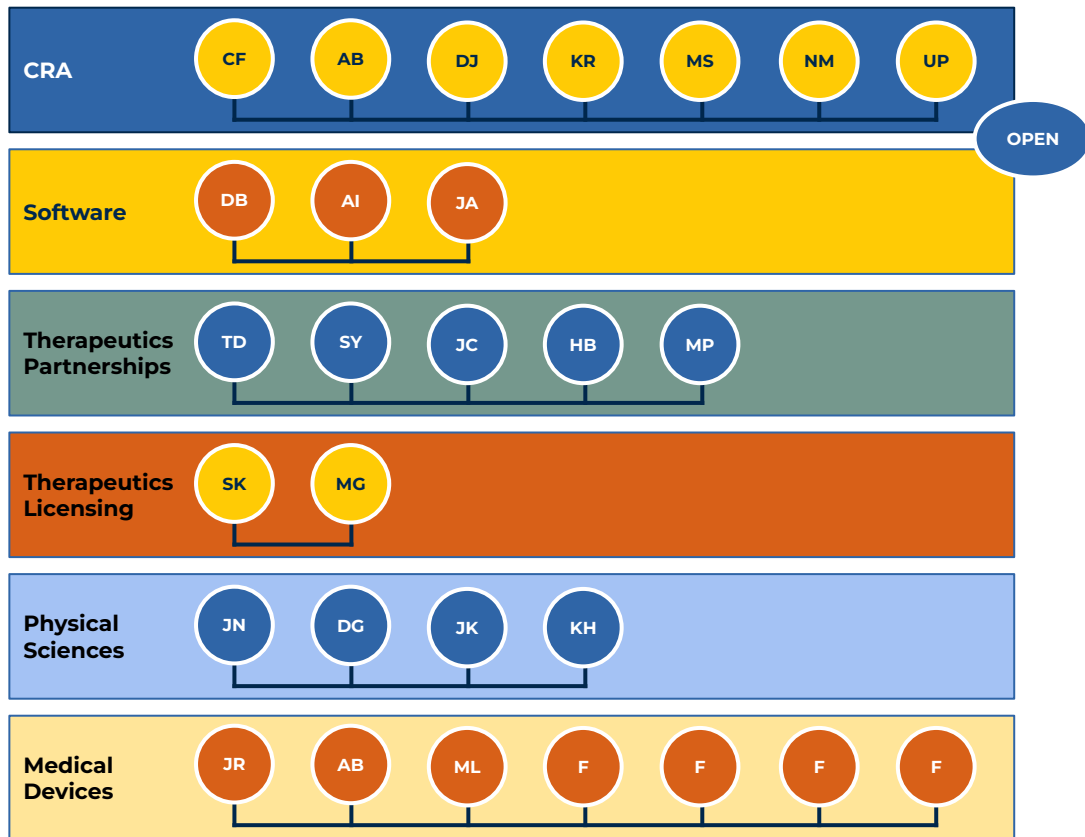 CRA
CF AB DJ KR MS NM UP
OPEN
Software
DB AI JA
Therapeutics
Partnerships
TD SY JC HB MP
Therapeutics
Licensing
SK MG
Physical
Sciences
JN DG JK KH
Medical
Devices
JR AB ML F F F F